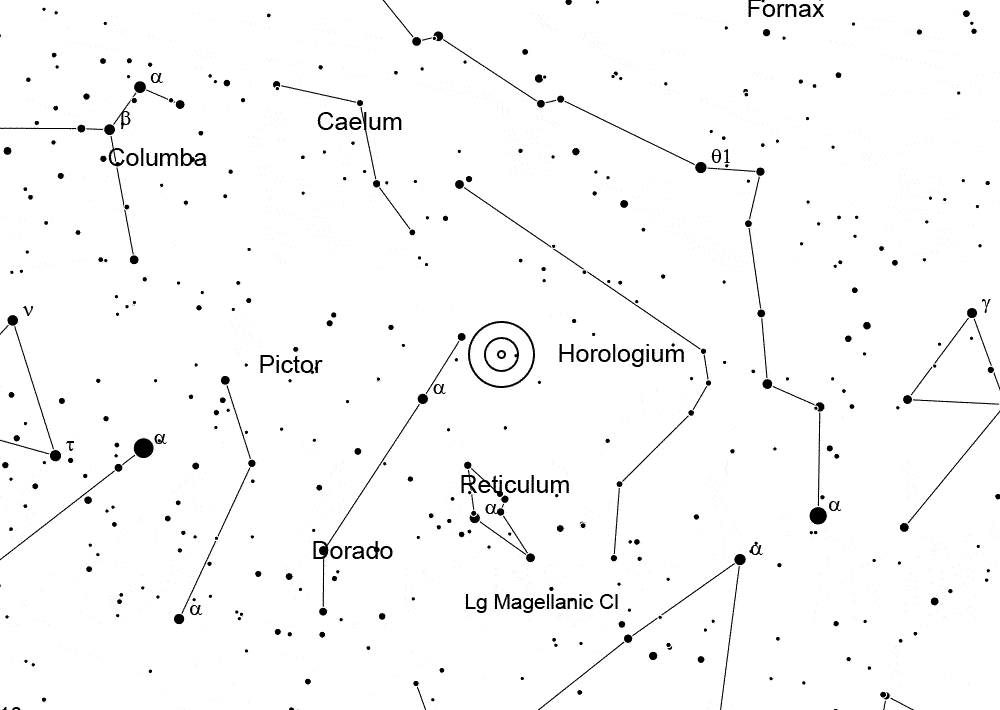 Fornax
α
β
Caelum
Columba
θ1
ν
γ
Pictor
Horologium
α
τ
α
Reticulum
α
α
Dorado
α
Lg Magellanic Cl
α